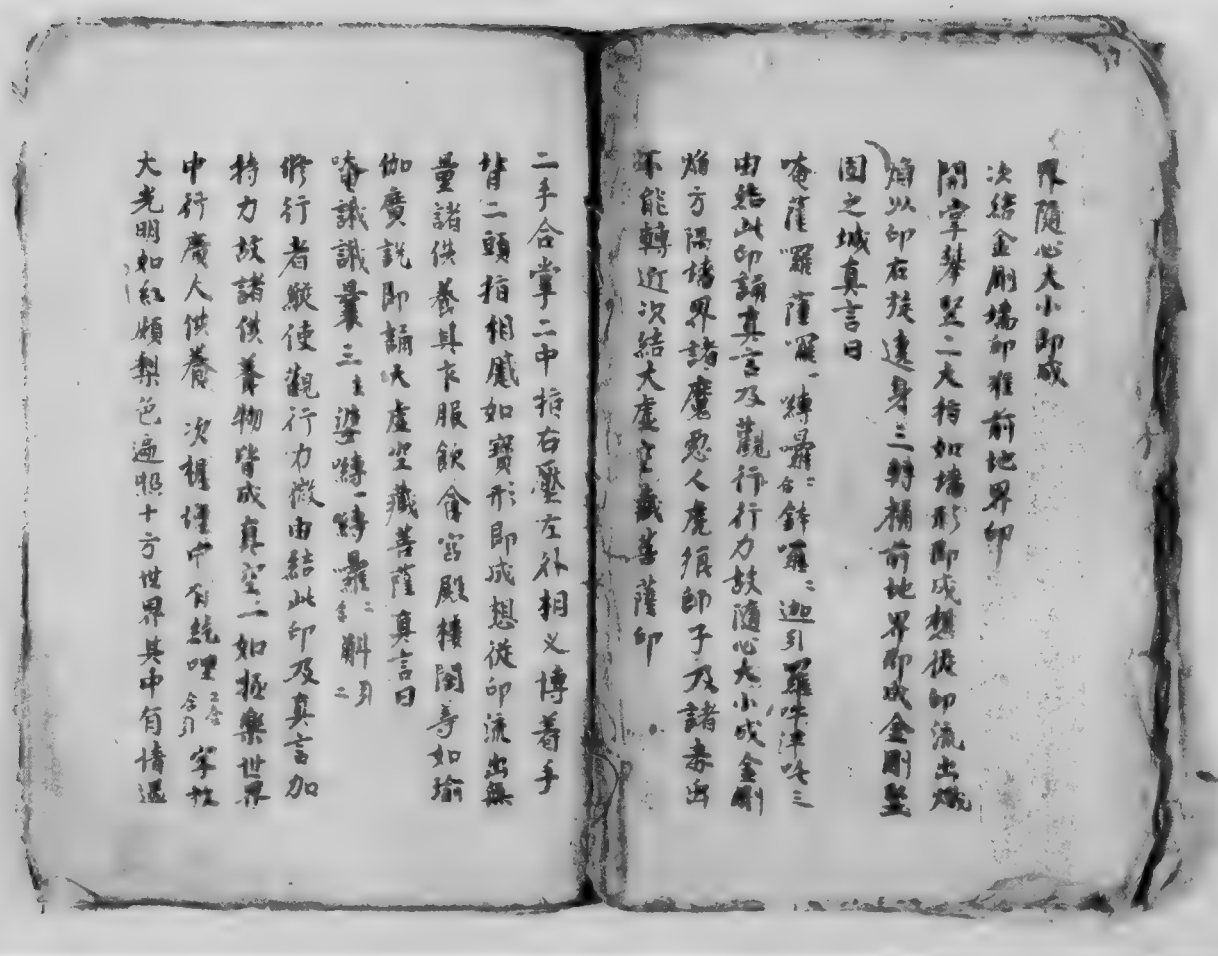 界隨心大小即成
次結金剛墻印准前地界印
開掌擧竪二大指如墻形即成想從印流出熾
焰以印右旋遶身三轉稱前地界即成金剛堅
固之城真言曰
唵薩囉薩囉一縛曩二合鉢囉二迦引羅吽泮吒三
由結此印誦真言及觀行行力故隨心大小成金剛
焰方隅墻界諸魔惡人虎狼師子及諸毒虫
不能轉近次結大虛空藏菩薩印
二手合掌二中指右壓左外相叉博着手
背二頭指相蹙如寶形即成想從印流出無
量諸供養具衣服飲食宮殿樓閣等如瑜
伽廣說即誦大虛空藏菩薩真言曰
唵誐誐曩三主婆嚩一縛囉二合斛引二
修行者縱使觀行力微由結此印及真言加
持力故諸供養物皆成真空一如極樂世界
中行廣人供養 次想壇中有紇哩二合引字放
大光明如紅頗梨色遍照十方世界其中有情遇